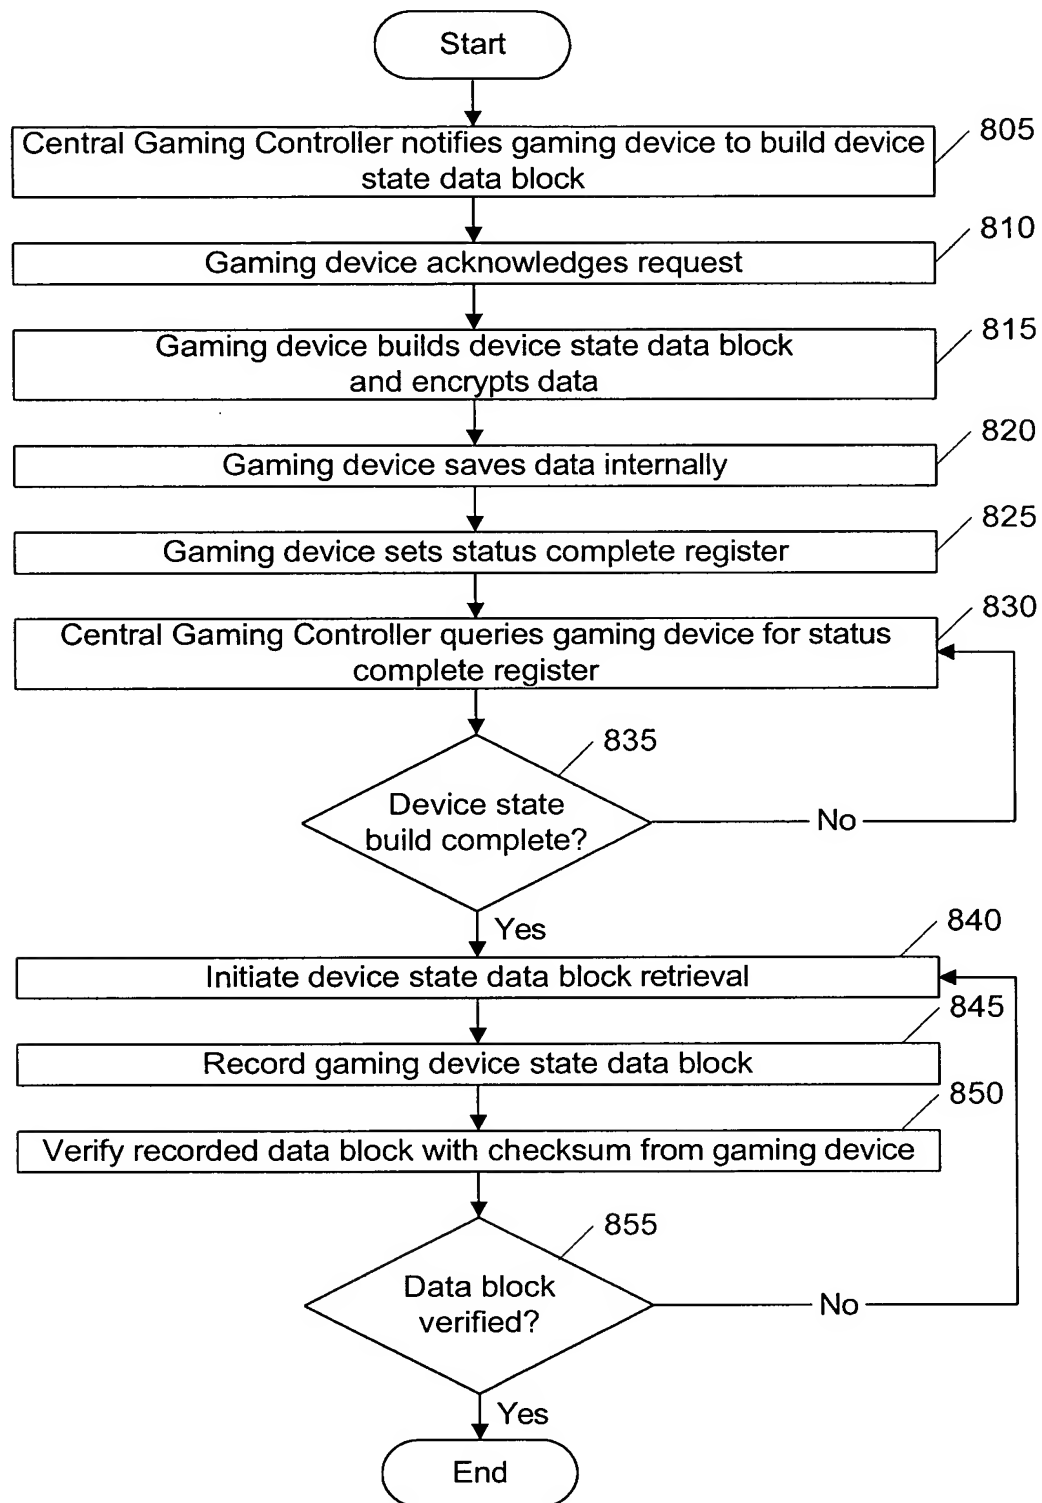 Start
805
Central Gaming Controller notifies gaming device to build device
state data block
810
Gaming device acknowledges request
815
Gaming device builds device state data block
and encrypts data
820
Gaming device saves data internally
825
Gaming device sets status complete register
830
Central Gaming Controller queries gaming device for status
complete register
835
Device state
build complete?
No
Yes
840
Initiate device state data block retrieval
845
Record gaming device state data block
850
Verify recorded data block with checksum from gaming device
855
Data block
verified?
No
Yes
End